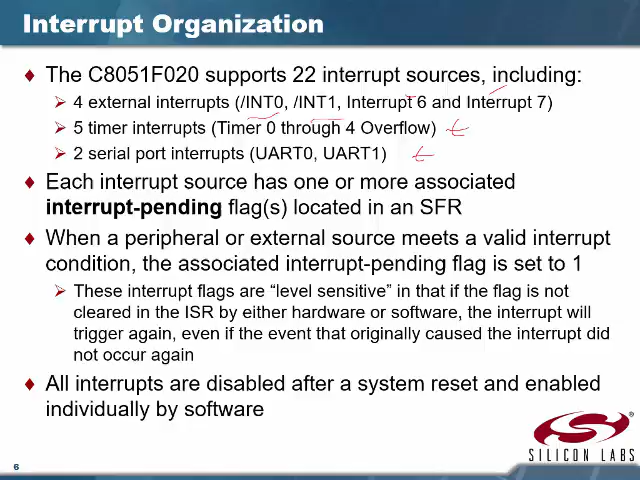 Interrupt Organization
The C8051F020 supports 22 interrupt sources, including:
4 external interrupts (/INT0, /INT1, Interrupt 6 and Interrupt 7)
5 timer interrupts (Timer 0 through 4 Overflow)
2 serial port interrupts (UART0, UART1)
Each interrupt source has one or more associated
interrupt-pending flag(s) located in an SFR
When a peripheral or external source meets a valid interrupt
condition, the associated interrupt-pending flag is set to 1
These interrupt flags are “level sensitive” in that if the flag is not
cleared in the ISR by either hardware or software, the interrupt will
trigger again, even if the event that originally caused the interrupt did
not occur again
All interrupts are disabled after a system reset and enabled
individually by software
SILICON LABS
6